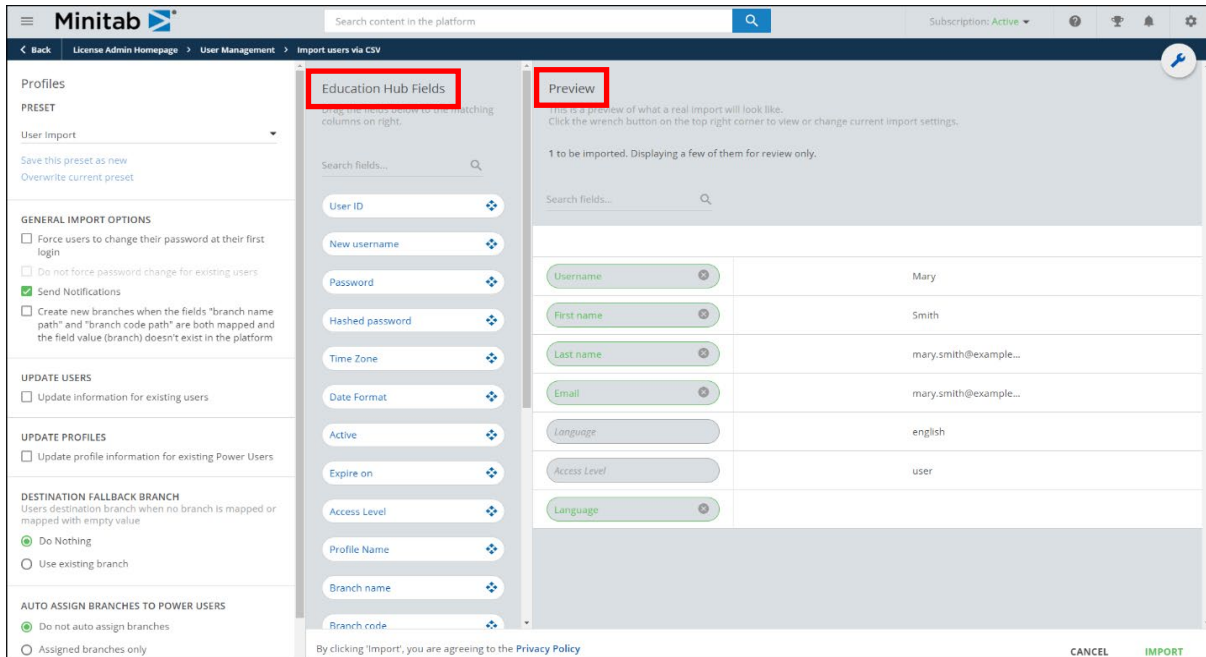 Minitab
Search content in the platform
Subscription: Active
Back
License Admin Homepage > User Management > Import users via CSV
Profiles
PRESET
User Import
Save this preset as new
Overwrite current preset
GENERAL IMPORT OPTIONS
Force users to change their password at their first
login
Do not force password change for existing users
Send Notifications
Create new branches when the fields "branch name
path" and "branch code path" are both mapped and
the field value (branch) doesn't exist in the platform
UPDATE USERS
Update information for existing users
UPDATE PROFILES
Update profile information for existing Power Users
DESTINATION FALLBACK BRANCH
Users destination branch when no branch is mapped or
mapped with empty value
Do Nothing
Use existing branch
AUTO ASSIGN BRANCHES TO POWER USERS
Do not auto assign branches
Assigned branches only
Education Hub Fields
Drag the fields below to the matching
columns on right.
Search fields...
User ID
New username
Password
Hashed password
Time Zone
Date Format
Active
Expire on
Access Level
Profile Name
Branch name
Branch code
Preview
This is a preview of what a real import will look like.
Click the wrench button on the top right corner to view or change current import settings.
1 to be imported. Displaying a few of them for review only.
Search fields...
Username Mary
First name Smith
Last name mary.smith@example...
Email mary.smith@example...
Language english
Access Level user
Language
By clicking 'Import', you are agreeing to the Privacy Policy
CANCEL IMPORT